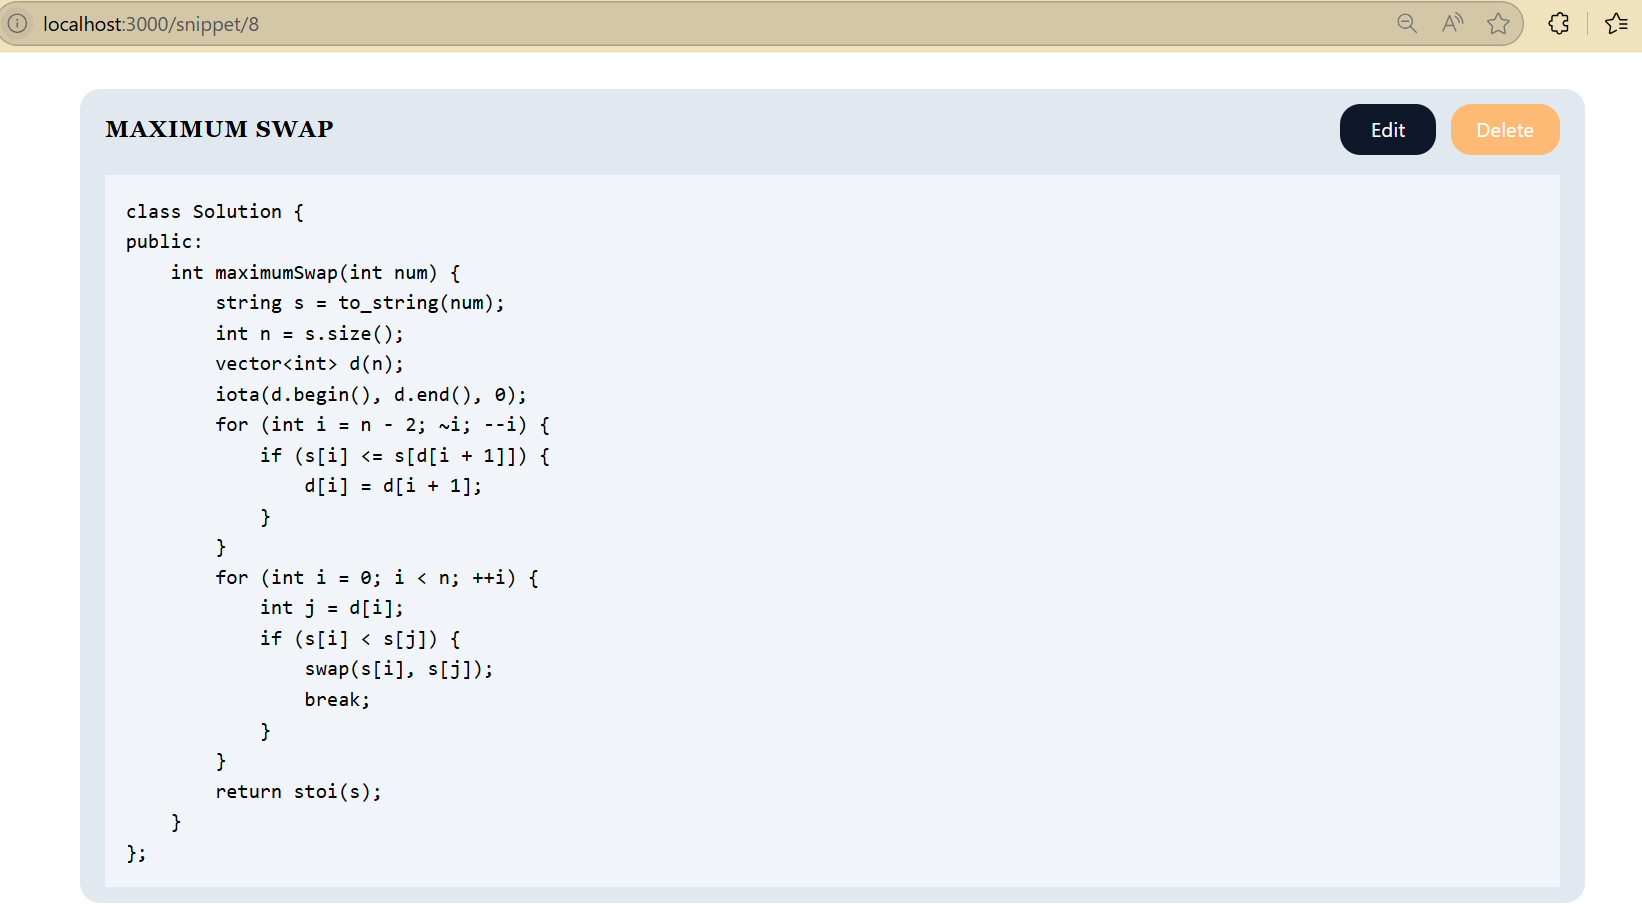 localhost:3000/snippet/8
MAXIMUM SWAP
Edit
Delete
class Solution {
public:
    int maximumSwap(int num) {
        string s = to_string(num);
        int n = s.size();
        vector<int> d(n);
        iota(d.begin(), d.end(), 0);
        for (int i = n - 2; ~i; --i) {
            if (s[i] <= s[d[i + 1]]) {
                d[i] = d[i + 1];
            }
        }
        for (int i = 0; i < n; ++i) {
            int j = d[i];
            if (s[i] < s[j]) {
                swap(s[i], s[j]);
                break;
            }
        }
        return stoi(s);
    }
};